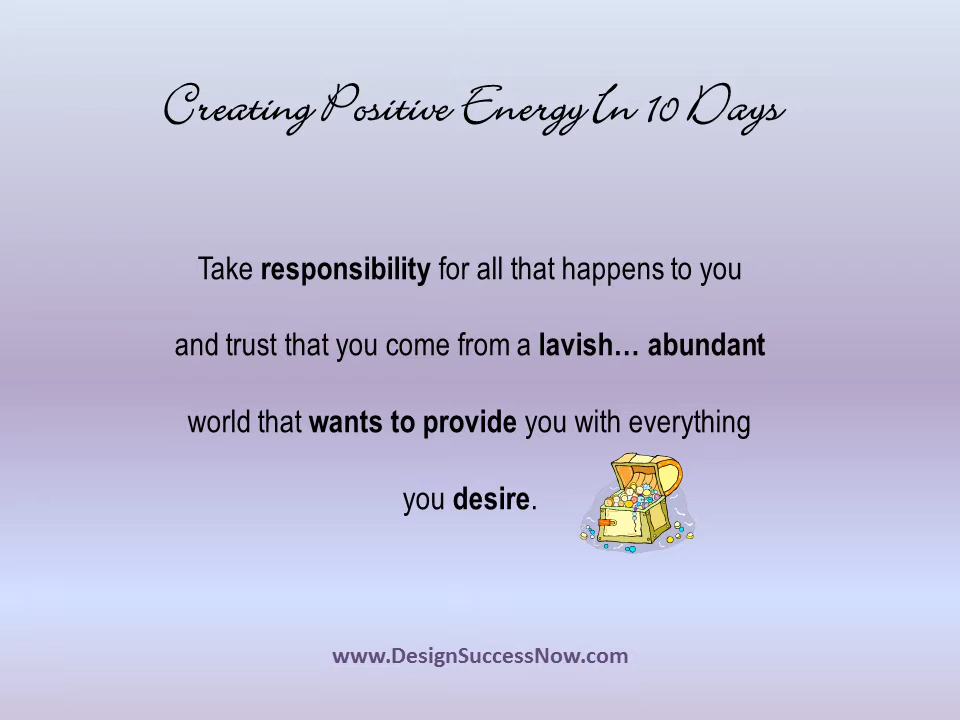 Creating Positive Energy In 10 Days
Take responsibility for all that happens to you
and trust that you come from a lavish… abundant
world that wants to provide you with everything
you desire.
www.DesignSuccessNow.com